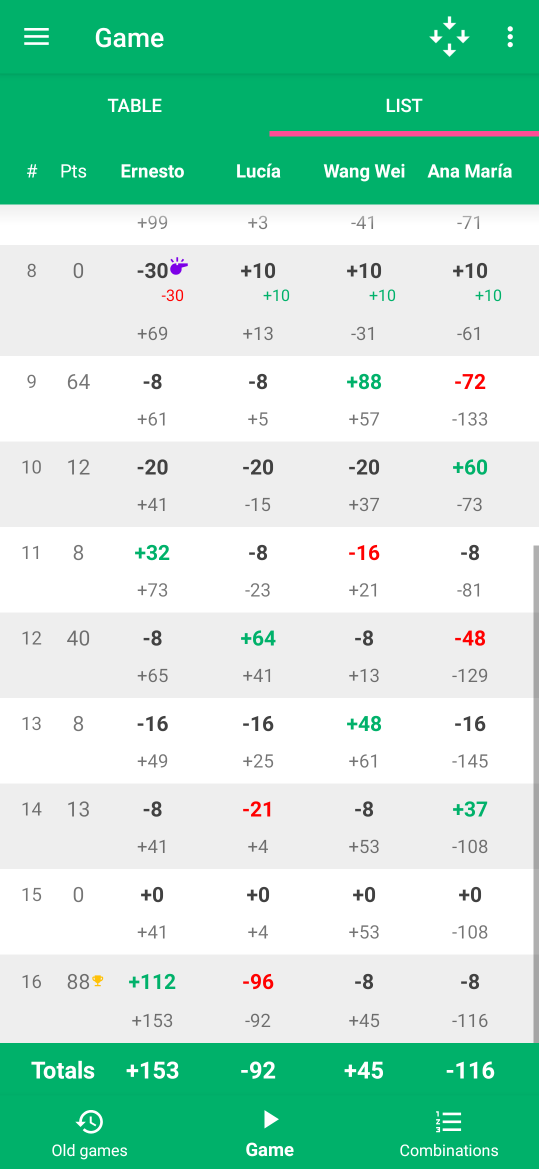 Game
TABLE LIST
# Pts Ernesto Lucía Wang Wei Ana María
+99 +3 -41 -71
8 0 -30 +10 +10 +10
-30 +10 +10 +10
+69 +13 -31 -61
9 64 -8 -8 +88 -72
+61 +5 +57 -133
10 12 -20 -20 -20 +60
+41 -15 +37 -73
11 8 +32 -8 -16 -8
+73 -23 +21 -81
12 40 -8 +64 -8 -48
+65 +41 +13 -129
13 8 -16 -16 +48 -16
+49 +25 +61 -145
14 13 -8 -21 -8 +37
+41 +4 +53 -108
15 0 +0 +0 +0 +0
+41 +4 +53 -108
16 88 +112 -96 -8 -8
+153 -92 +45 -116
Totals +153 -92 +45 -116
Old games Game Combinations